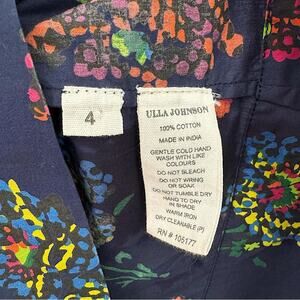 4
ULLA JOHNSON
100% COTTON
MADE IN INDIA
GENTLE COLD HAND
WASH WITH LIKE
COLOURS
DO NOT BLEACH
DO NOT WRING
OR SOAK
DO NOT TUMBLE DRY
HANG TO DRY
IN SHADE
WARM IRON
DRY CLEANABLE (P)
RN # 105177